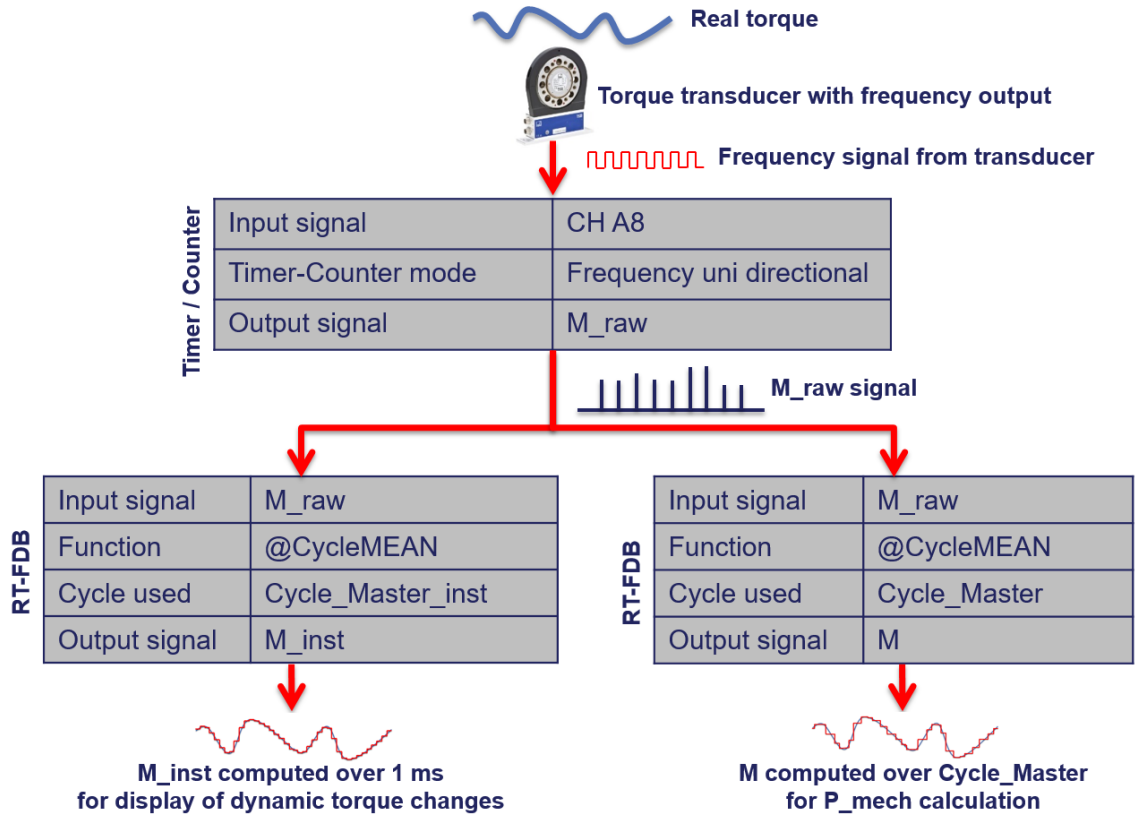 Real torque
Torque transducer with frequency output
Frequency signal from transducer
Timer / Counter
Input signal CH A8
Timer-Counter mode Frequency uni directional
Output signal M_raw
M_raw signal
RT-FDB
Input signal M_raw
Function @CycleMEAN
Cycle used Cycle_Master_inst
Output signal M_inst
RT-FDB
Input signal M_raw
Function @CycleMEAN
Cycle used Cycle_Master
Output signal M
M_inst computed over 1 ms
for display of dynamic torque changes
M computed over Cycle_Master
for P_mech calculation